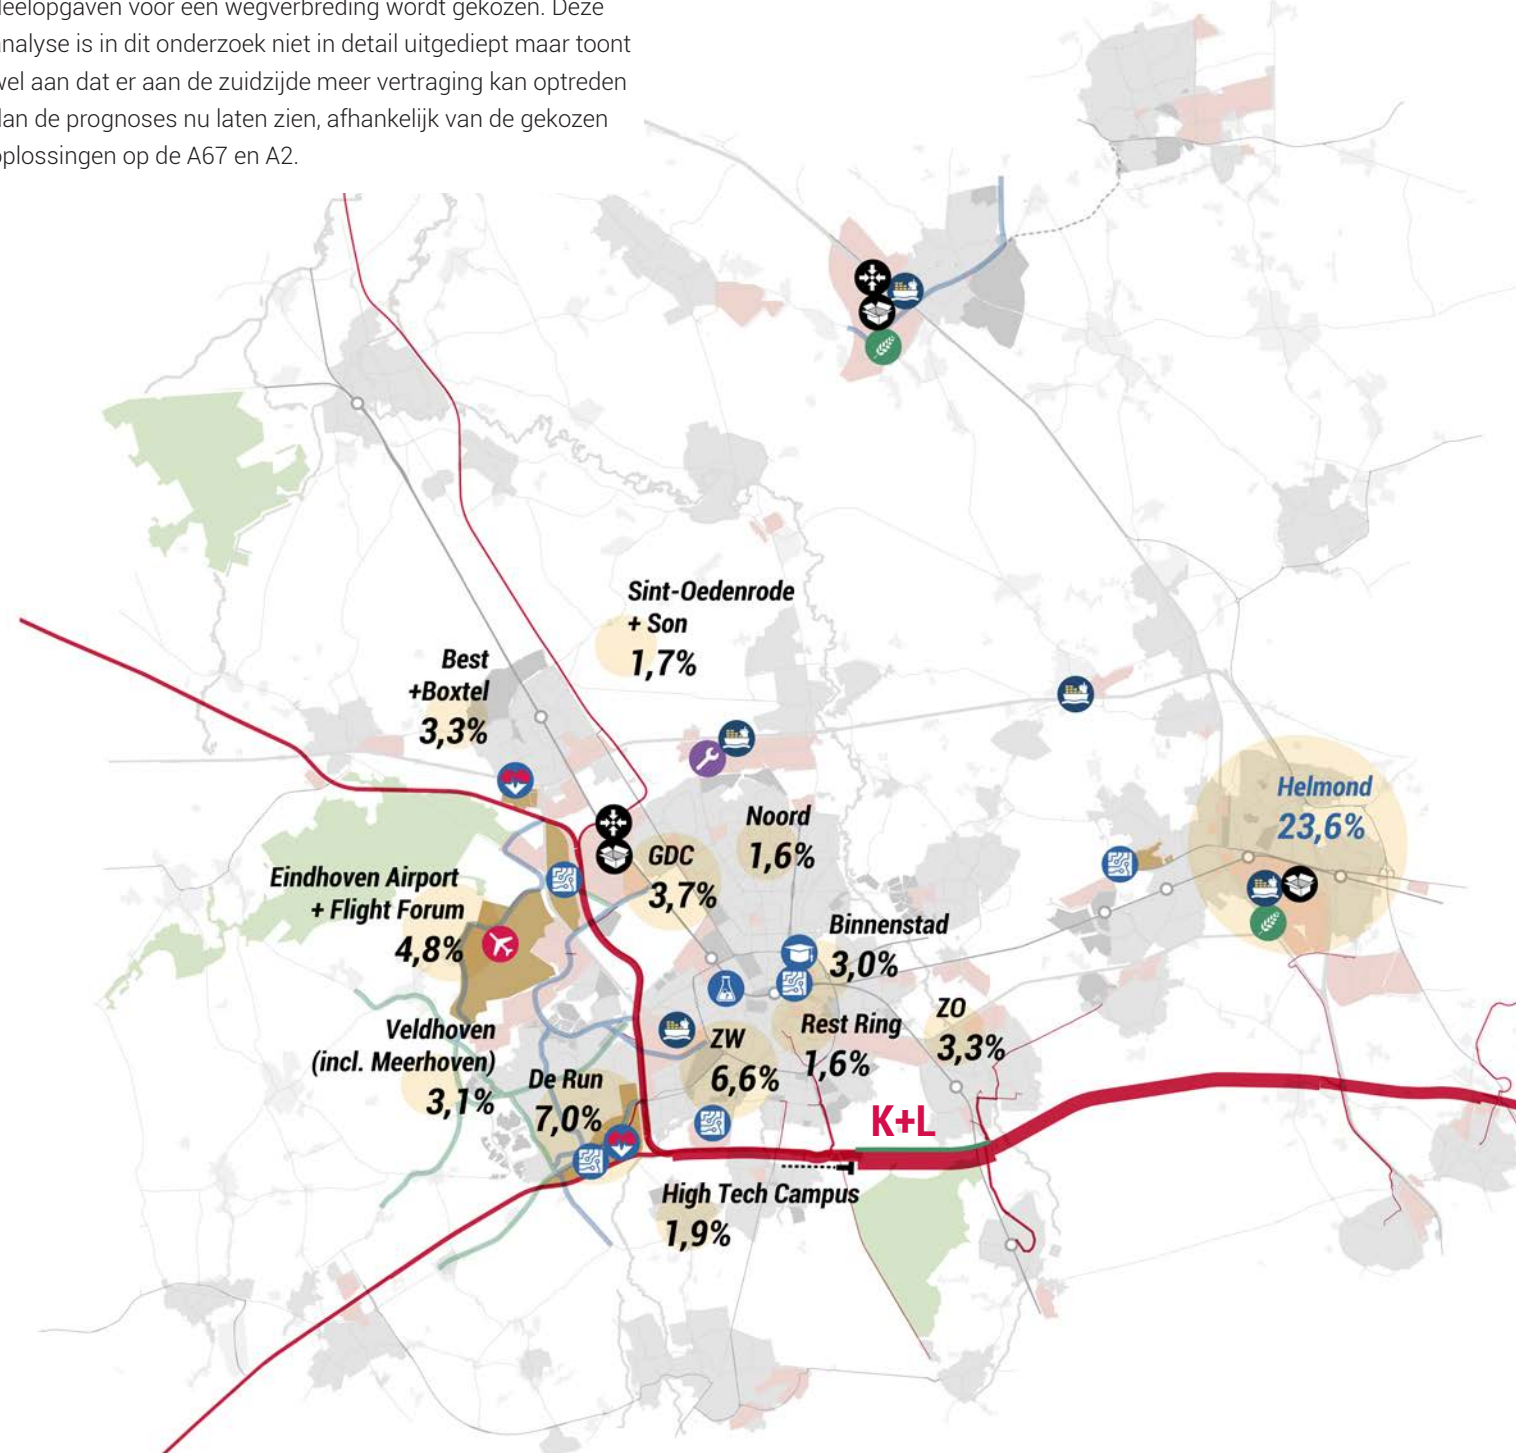 deelopgaven voor een wegverbreding wordt gekozen. Deze
analyse is in dit onderzoek niet in detail uitgediept maar toont
wel aan dat er aan de zuidzijde meer vertraging kan optreden
dan de prognoses nu laten zien, afhankelijk van de gekozen
oplossingen op de A67 en A2.
Sint-Oedenrode
+ Son
1,7%
Best
+Boxtel
3,3%
Helmond
23,6%
Noord
1,6%
GDC
3,7%
Eindhoven Airport
+ Flight Forum
4,8%
Binnenstad
3,0%
ZO
3,3%
Rest Ring
1,6%
Veldhoven
(incl. Meerhoven)
3,1%
ZW
6,6%
De Run
7,0%
K+L
High Tech Campus
1,9%